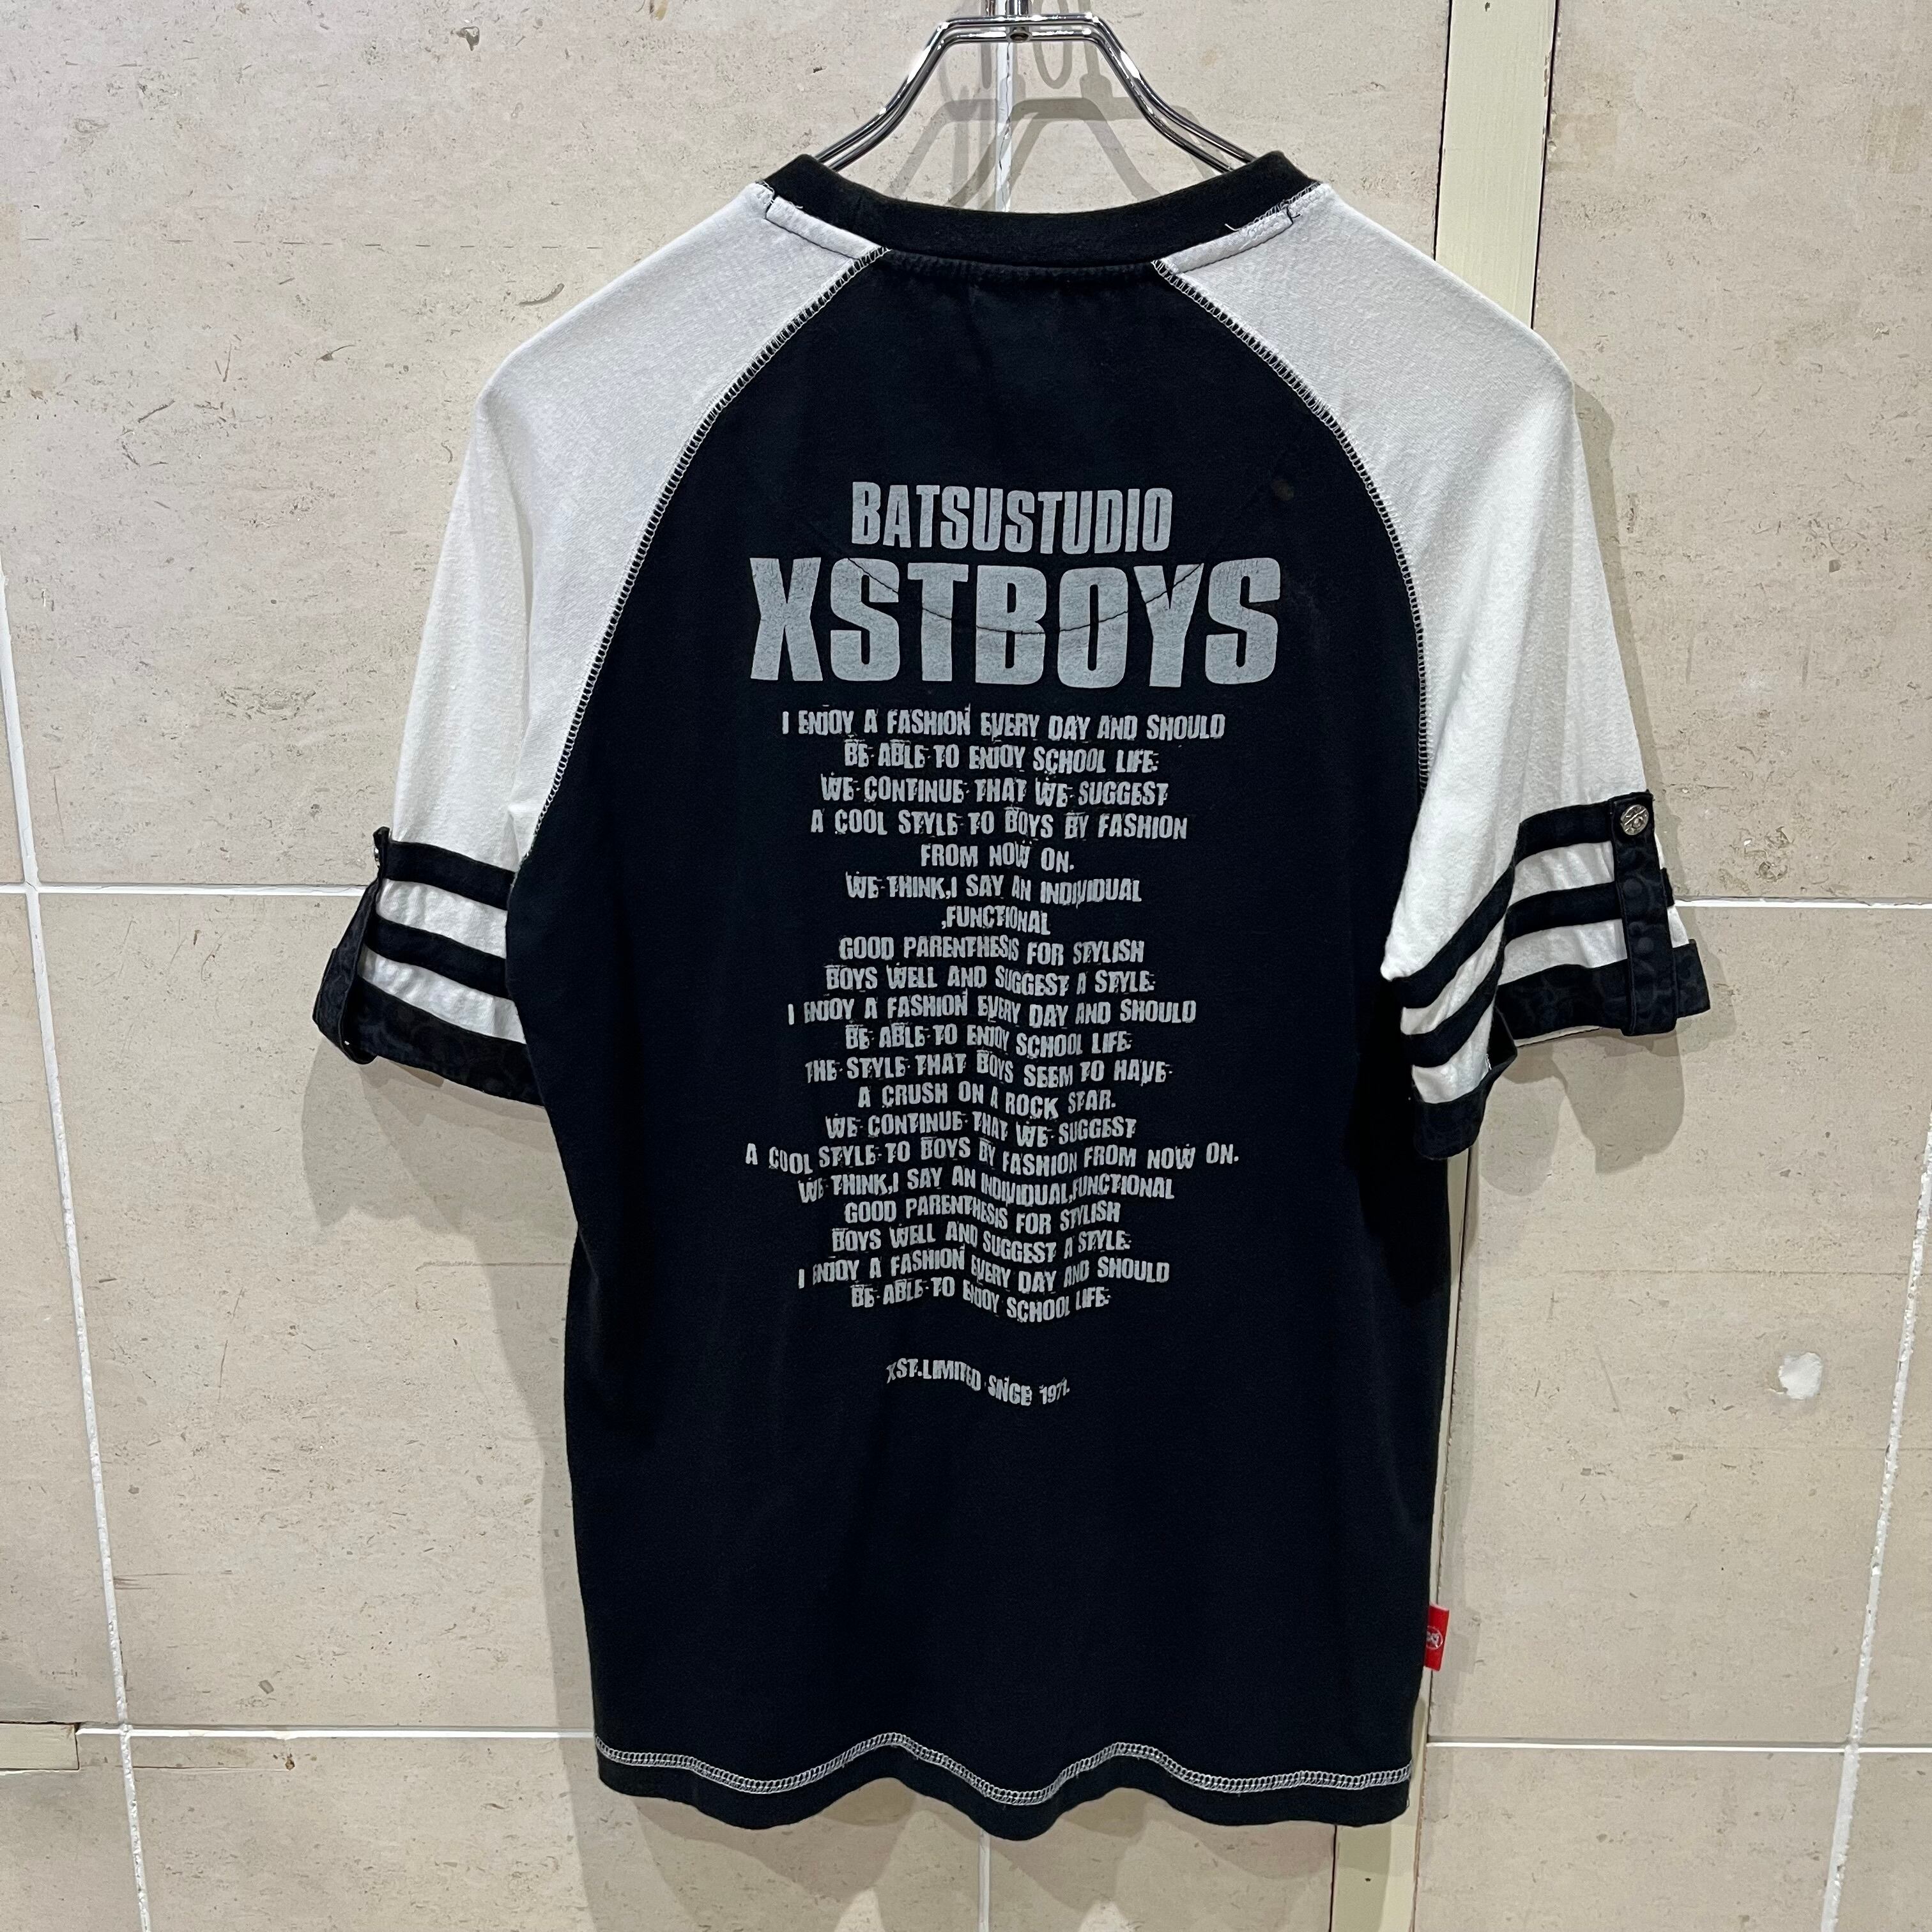 BATSUSTUDIO
XSTBOYS
I ENJOY A FASHION EVERY DAY AND SHOULD
BE ABLE TO ENJOY SCHOOL LIFE.
WE CONTINUE THAT WE SUGGEST
A COOL STYLE TO BOYS BY FASHION
FROM NOW ON.
WE THINK,I SAY AN INDIVIDUAL
,FUNCTIONAL
GOOD PARENTHESIS FOR STYLISH
BOYS WELL AND SUGGEST A STYLE.
I ENJOY A FASHION EVERY DAY AND SHOULD
BE ABLE TO ENJOY SCHOOL LIFE.
THE STYLE THAT BOYS SEEM TO HAVE
A CRUSH ON A ROCK STAR.
WE CONTINUE THAT WE SUGGEST
A COOL STYLE TO BOYS BY FASHION FROM NOW ON.
WE THINK,I SAY AN INDIVIDUAL,FUNCTIONAL
GOOD PARENTHESIS FOR STYLISH
BOYS WELL AND SUGGEST A STYLE.
I ENJOY A FASHION EVERY DAY AND SHOULD
BE ABLE TO ENJOY SCHOOL LIFE.
XST.LIMITED SINCE 1971.